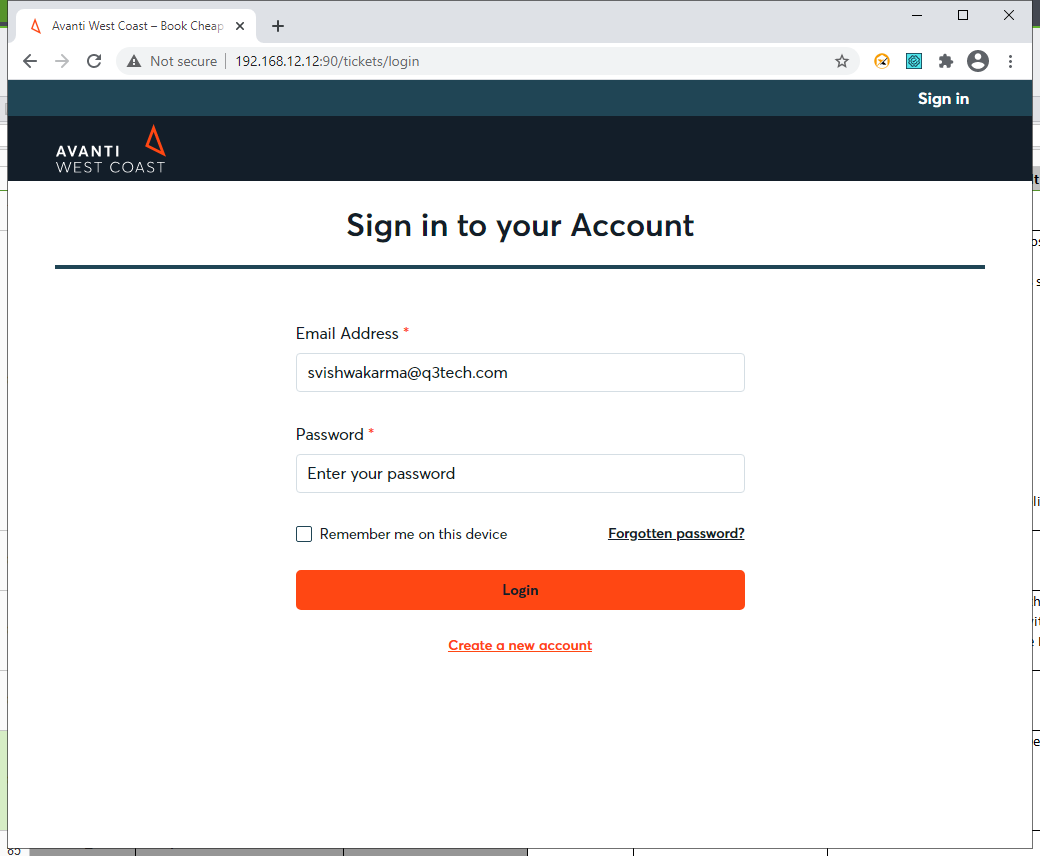 Avanti West Coast – Book Cheap
Not secure
192.168.12.12:90/tickets/login
Sign in
AVANTI
WEST COAST
Sign in to your Account
Email Address *
svishwakarma@q3tech.com
Password *
Enter your password
Remember me on this device
Forgotten password?
Login
Create a new account